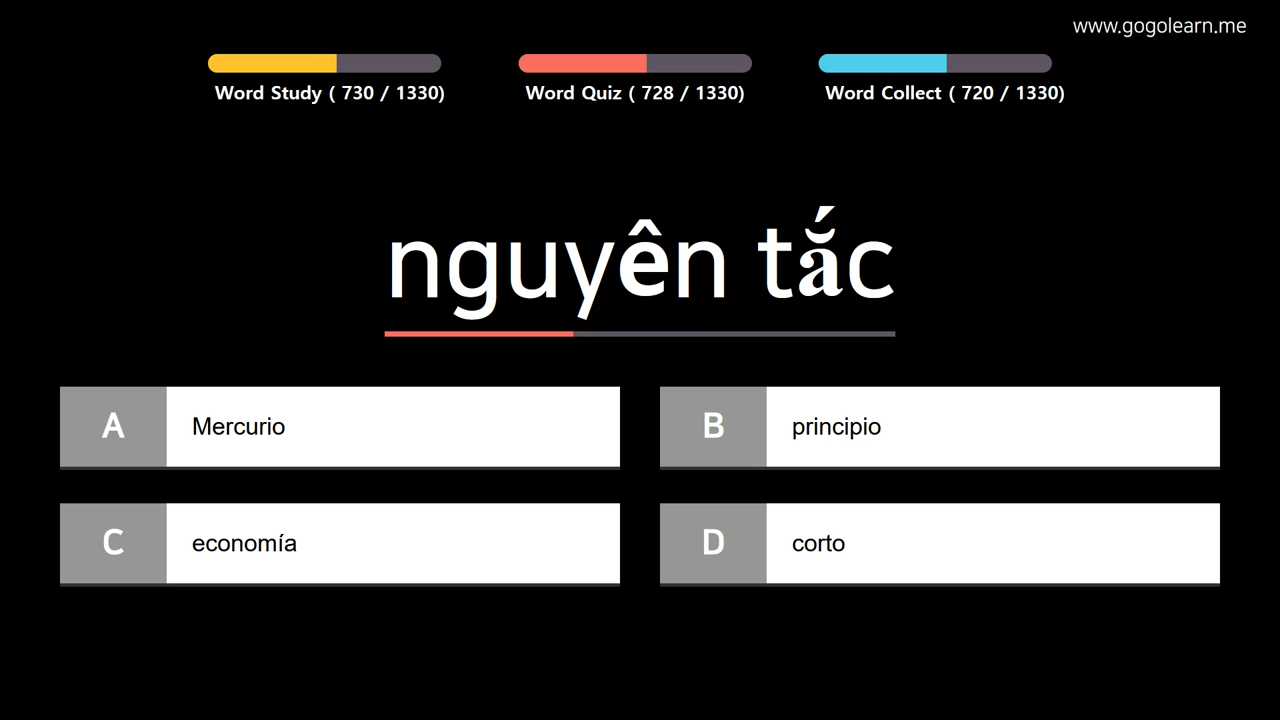 www.gogolearn.me
Word Study ( 730 / 1330)
Word Quiz ( 728 / 1330)
Word Collect ( 720 / 1330)
nguyên tắc
A Mercurio
B principio
C economía
D corto